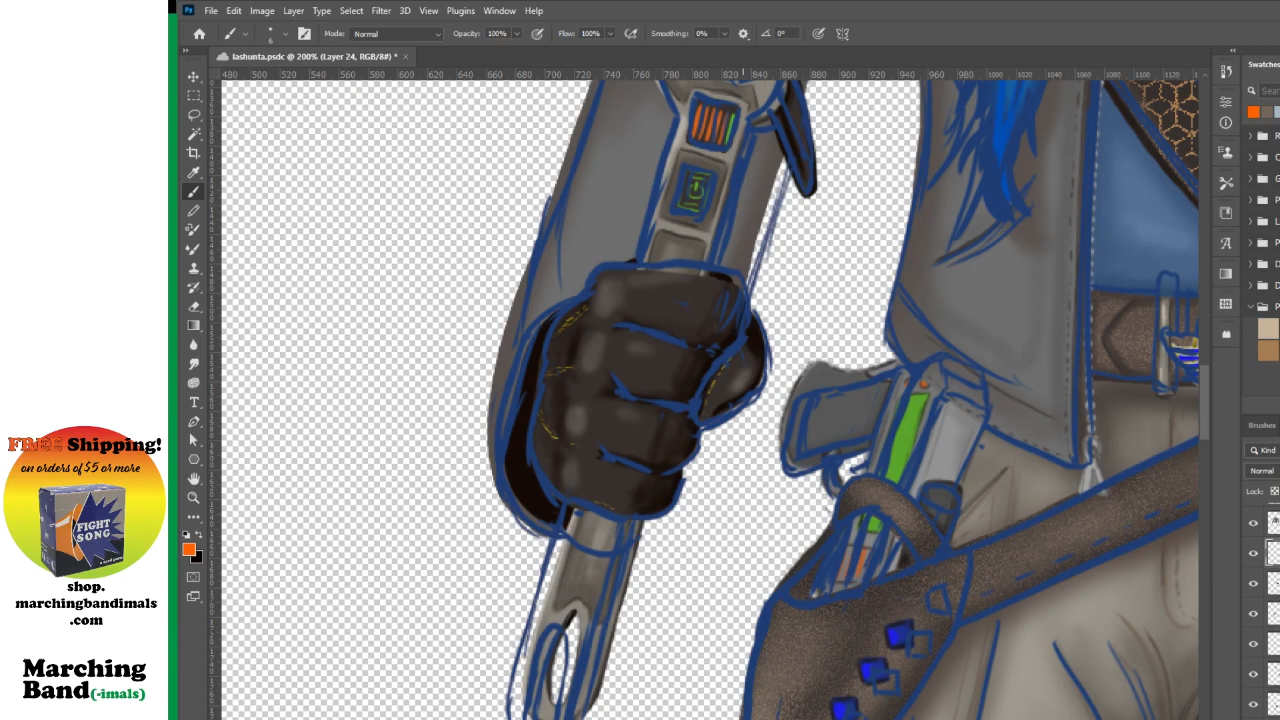 Ps File Edit Image Layer Type Select Filter 3D View Plugins Window Help
6 Mode: Normal Opacity: 100% Flow: 100% Smoothing: 0% 0°
lashunta.psdc @ 200% (Layer 24, RGB/8#) *
480 500 520 540 560 580 600 620 640 660 680 700 720 740 760 780 800 820 840 860 880 900 920 940 960 980 1000 1020 1040 1060 1080 1100 1120
Swatches
Brushes
Normal
Lock:
FREE Shipping!
on orders of $5 or more
FIGHT
SONG
shop.
marchingbandimals
.com
Marching
Band(-imals)